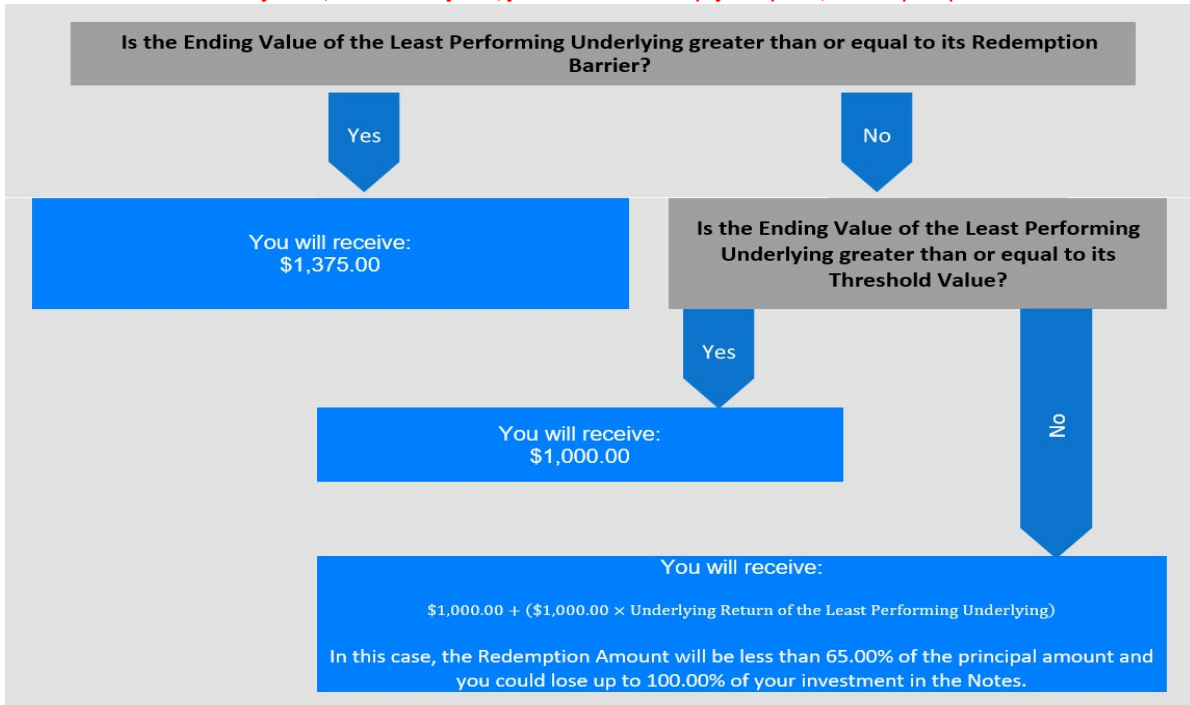 Is the Ending Value of the Least Performing Underlying greater than or equal to its Redemption
Barrier?
Yes
No
You will receive:
$1,375.00
Is the Ending Value of the Least Performing
Underlying greater than or equal to its
Threshold Value?
Yes
No
You will receive:
$1,000.00
You will receive:
$1,000.00 + ($1,000.00 × Underlying Return of the Least Performing Underlying)
In this case, the Redemption Amount will be less than 65.00% of the principal amount and
you could lose up to 100.00% of your investment in the Notes.